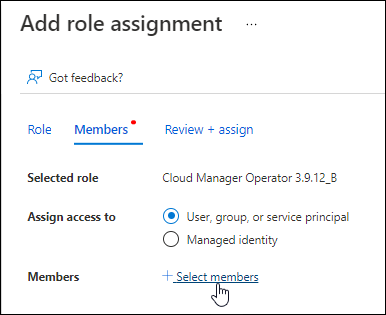 Add role assignment ...
Got feedback?
Role Members Review + assign
Selected role Cloud Manager Operator 3.9.12_B
Assign access to User, group, or service principal
Managed identity
Members + Select members